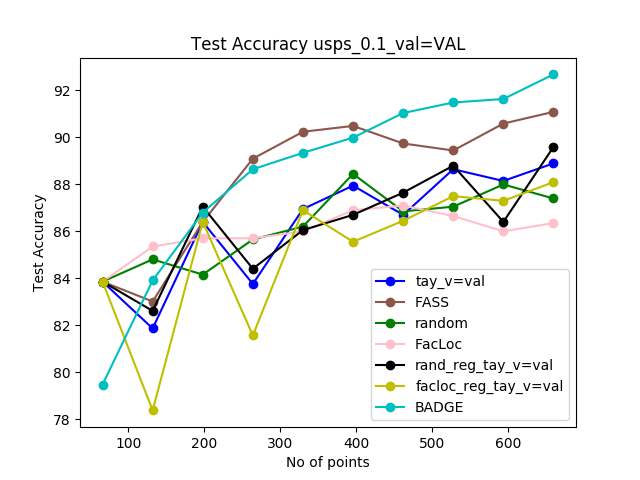 Test Accuracy usps_0.1_val=VAL
Test Accuracy
92
90
88
86
84
82
80
78
100
200
300
400
500
600
No of points
tay_v=val
FASS
random
FacLoc
rand_reg_tay_v=val
facloc_reg_tay_v=val
BADGE